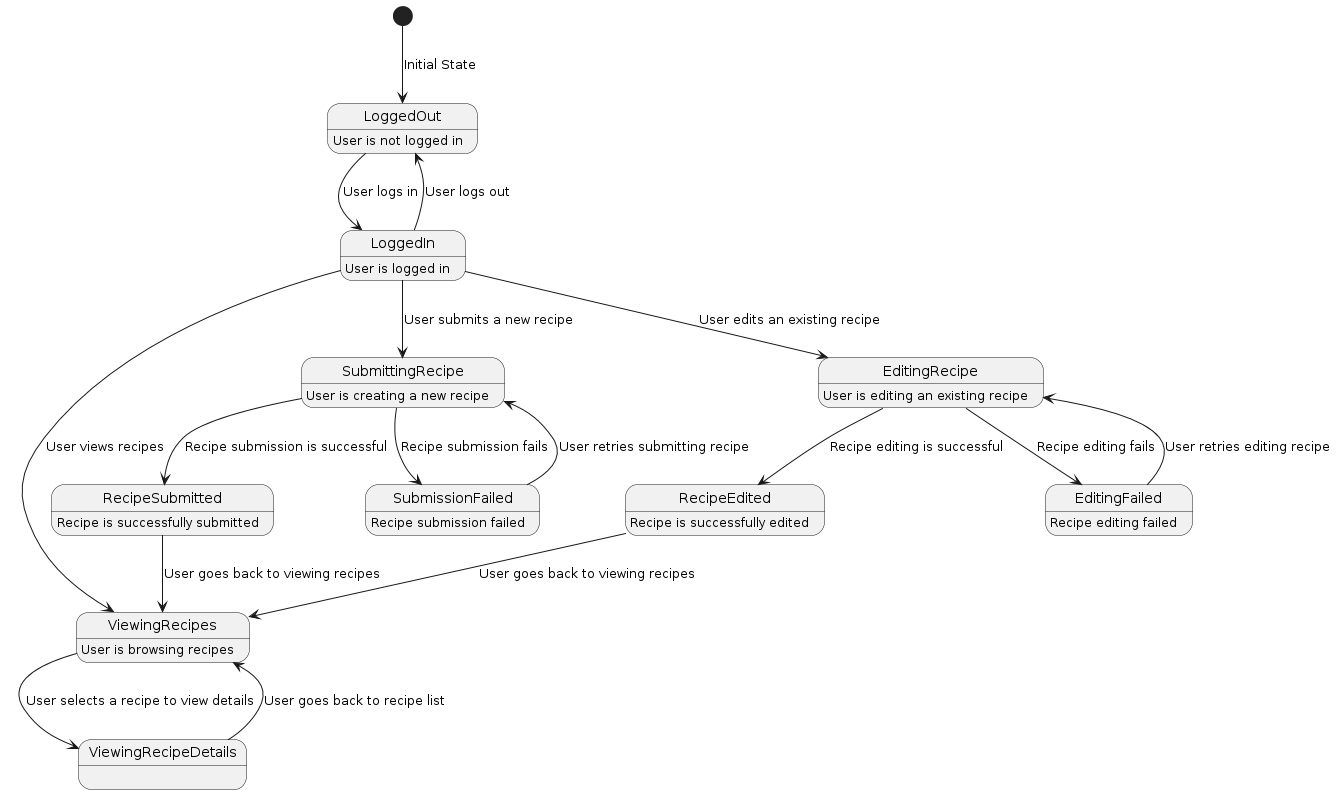 Initial State
LoggedOut
User is not logged in
User logs in
User logs out
LoggedIn
User is logged in
User submits a new recipe
User edits an existing recipe
SubmittingRecipe
User is creating a new recipe
EditingRecipe
User is editing an existing recipe
User views recipes
Recipe submission is successful
Recipe submission fails
User retries submitting recipe
Recipe editing is successful
Recipe editing fails
User retries editing recipe
RecipeSubmitted
Recipe is successfully submitted
SubmissionFailed
Recipe submission failed
RecipeEdited
Recipe is successfully edited
EditingFailed
Recipe editing failed
User goes back to viewing recipes
User goes back to viewing recipes
ViewingRecipes
User is browsing recipes
User selects a recipe to view details
User goes back to recipe list
ViewingRecipeDetails